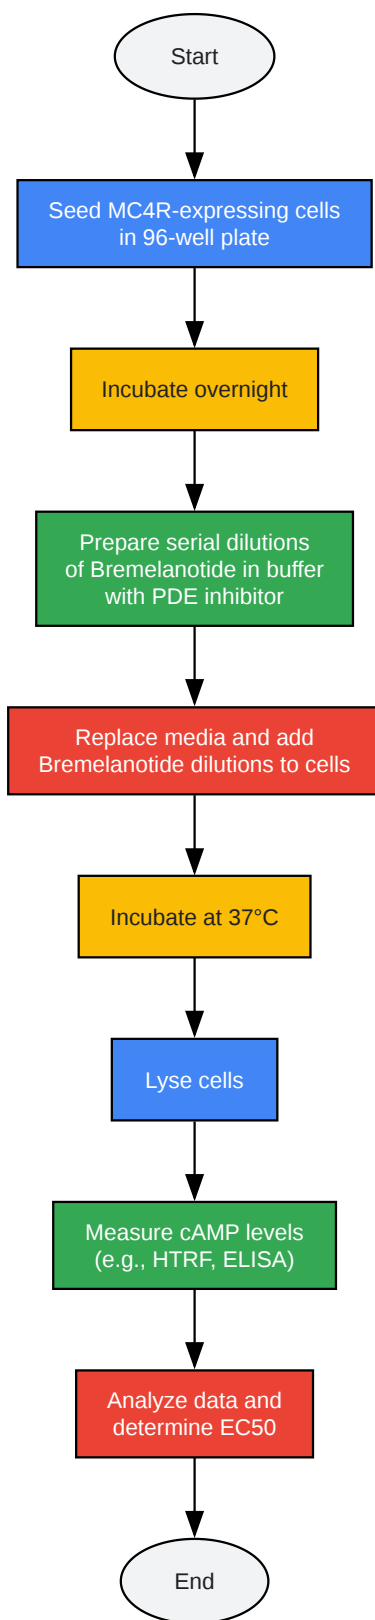 Start
Seed MC4R-expressing cells
in 96-well plate
Incubate overnight
Prepare serial dilutions
of Bremelanotide in buffer
with PDE inhibitor
Replace media and add
Bremelanotide dilutions to cells
Incubate at 37°C
Lyse cells
Measure cAMP levels
(e.g., HTRF, ELISA)
Analyze data and
determine EC50
End